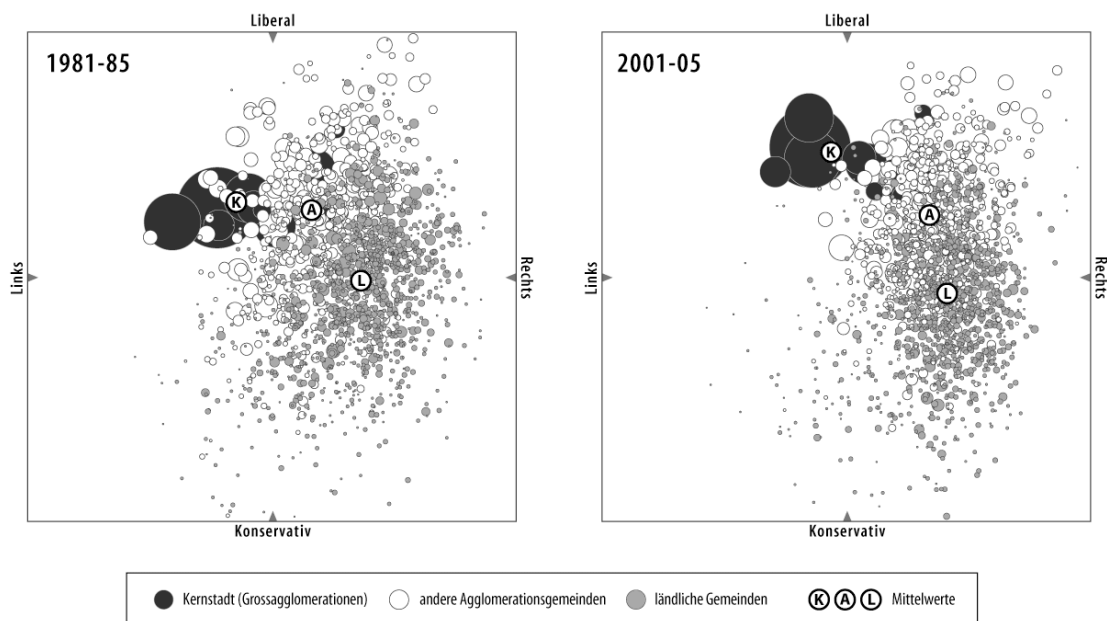 Liberal
1981-85
K
A
L
Links
Rechts
Konservativ
Liberal
2001-05
K
A
L
Links
Rechts
Konservativ
Kernstadt (Grossagglomerationen) andere Agglomerationsgemeinden ländliche Gemeinden K A L Mittelwerte